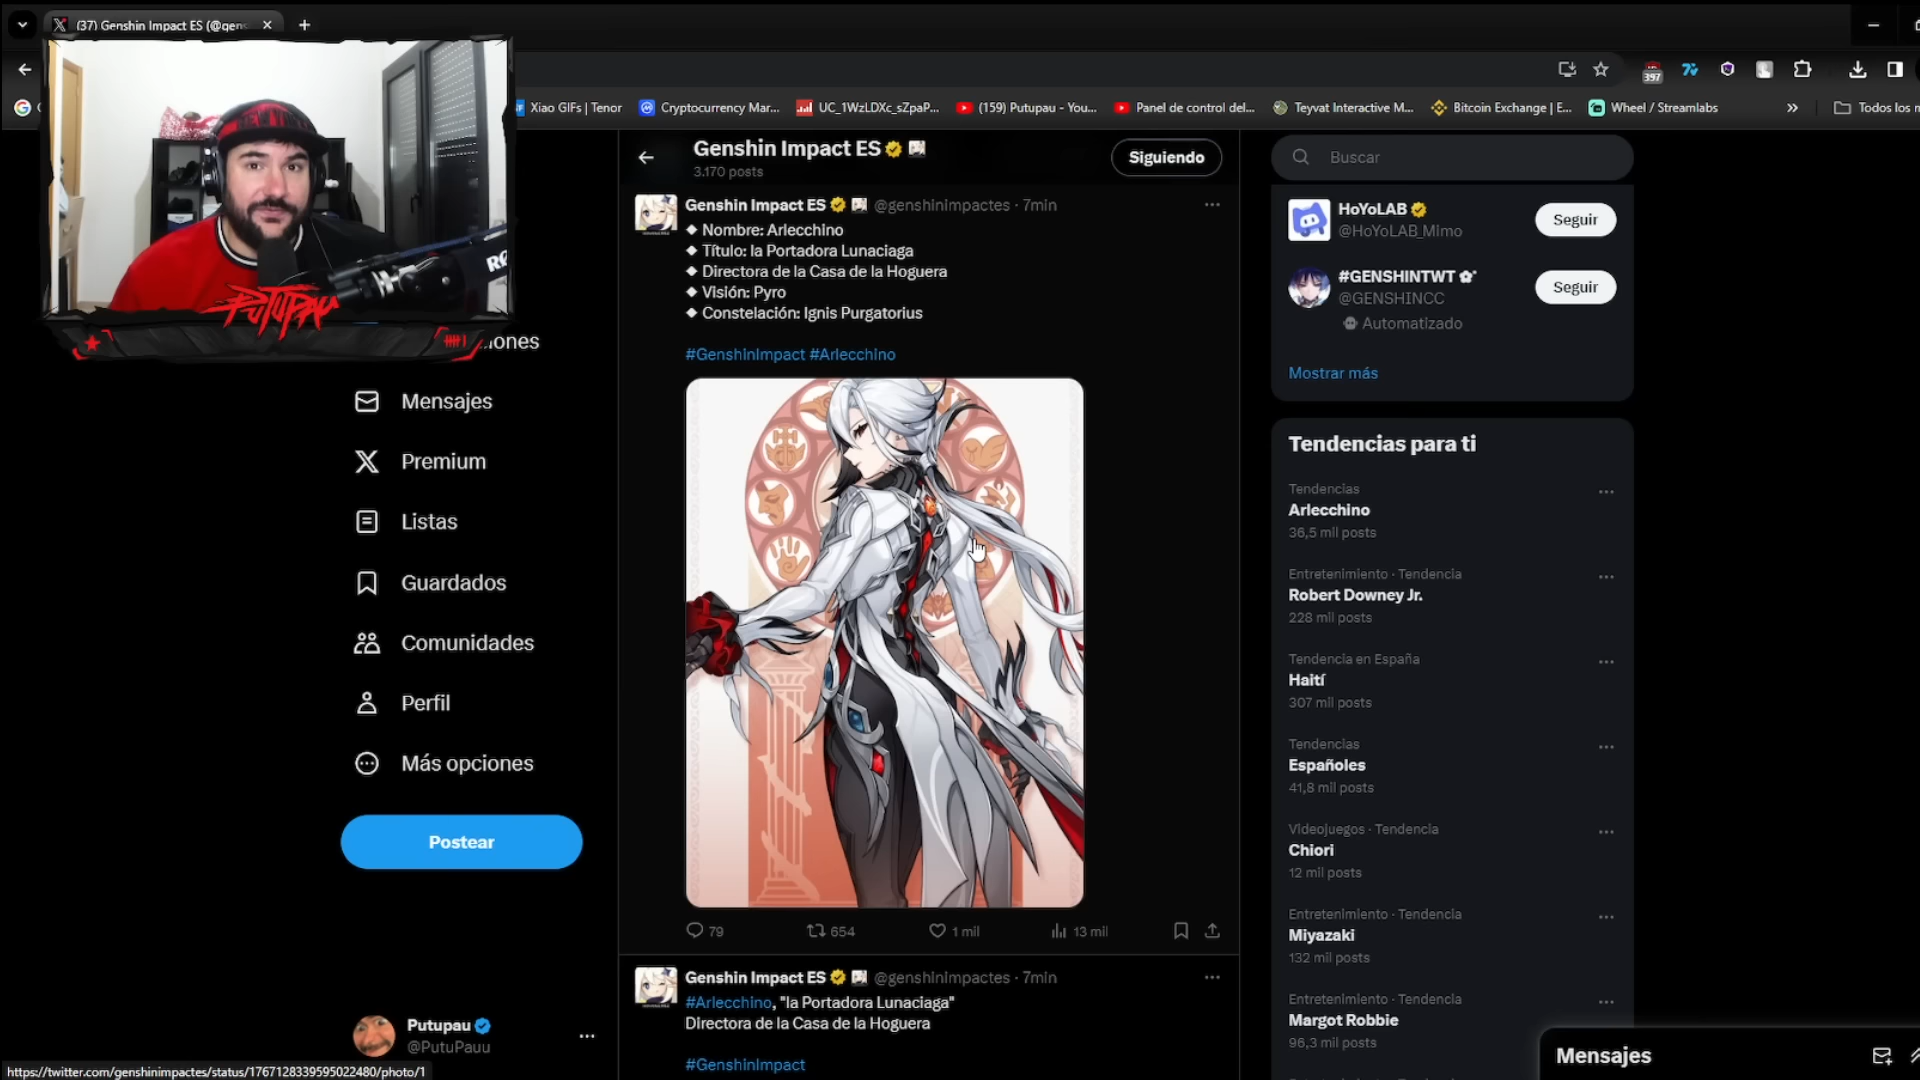 (37) Genshin Impact ES (@gens
397
Xiao GIFs | Tenor
Cryptocurrency Mar...
UC_1WzLDXc_sZpaP...
(159) Putupau - You...
Panel de control del...
Teyvat Interactive M...
Bitcoin Exchange | E...
Wheel / Streamlabs
»
Todos los m
PUTUPAU
...iones
Mensajes
Premium
Listas
Guardados
Comunidades
Perfil
Más opciones
Postear
Putupau
@PutuPauu
Genshin Impact ES
3.170 posts
Siguiendo
Genshin Impact ES @genshinimpactes · 7min
◆ Nombre: Arlecchino
◆ Título: la Portadora Lunaciaga
◆ Directora de la Casa de la Hoguera
◆ Visión: Pyro
◆ Constelación: Ignis Purgatorius
#GenshinImpact #Arlecchino
79
654
1 mil
13 mil
Genshin Impact ES @genshinimpactes · 7min
#Arlecchino, "la Portadora Lunaciaga"
Directora de la Casa de la Hoguera
#GenshinImpact
Buscar
HoYoLAB
@HoYoLAB_Mimo
Seguir
#GENSHINTWT
@GENSHINCC
Automatizado
Seguir
Mostrar más
Tendencias para ti
Tendencias
Arlecchino
36,5 mil posts
Entretenimiento · Tendencia
Robert Downey Jr.
228 mil posts
Tendencia en España
Haití
307 mil posts
Tendencias
Españoles
41,8 mil posts
Videojuegos · Tendencia
Chiori
12 mil posts
Entretenimiento · Tendencia
Miyazaki
132 mil posts
Entretenimiento · Tendencia
Margot Robbie
96,3 mil posts
Mensajes
https://twitter.com/genshinimpactes/status/1767128339595022480/photo/1